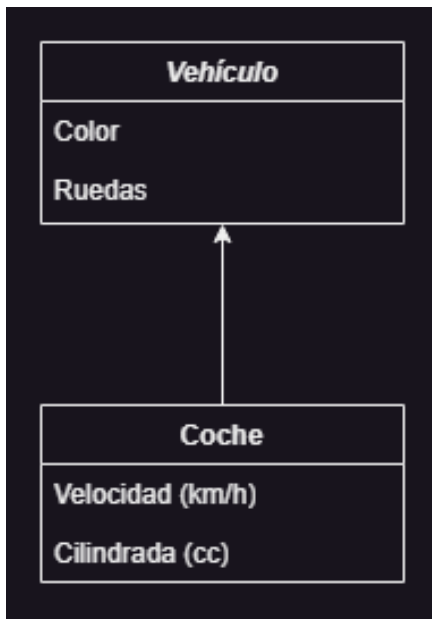 Vehículo
Color
Ruedas
Coche
Velocidad (km/h)
Cilindrada (cc)